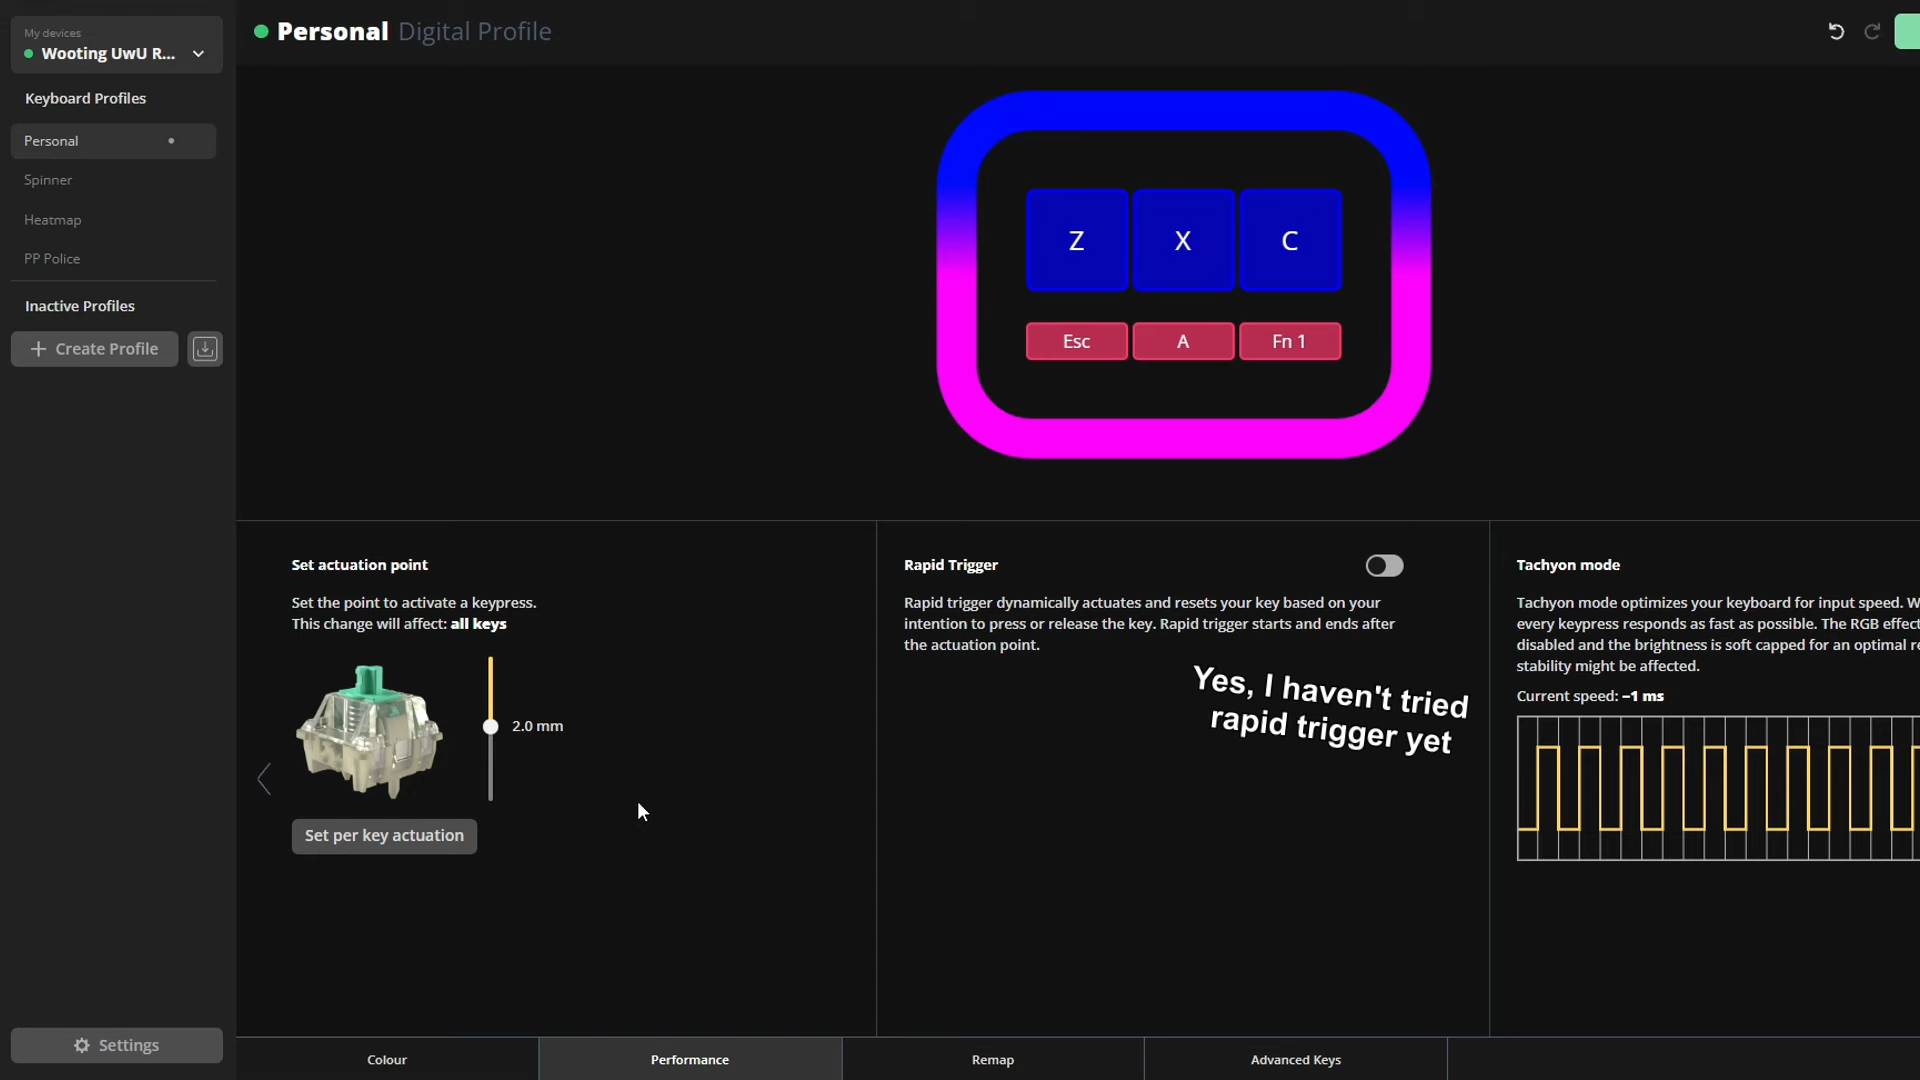 My devices
Wooting UwU R...
Keyboard Profiles
Personal
Spinner
Heatmap
PP Police
Inactive Profiles
Create Profile
Settings
Personal Digital Profile
Z
X
C
Esc
A
Fn 1
Set actuation point
Set the point to activate a keypress.
This change will affect: all keys
2.0 mm
Set per key actuation
Rapid Trigger
Rapid trigger dynamically actuates and resets your key based on your
intention to press or release the key. Rapid trigger starts and ends after
the actuation point.
Yes, I haven't tried
rapid trigger yet
Tachyon mode
Tachyon mode optimizes your keyboard for input speed. W
every keypress responds as fast as possible. The RGB effect
disabled and the brightness is soft capped for an optimal re
stability might be affected.
Current speed: ~1 ms
Colour
Performance
Remap
Advanced Keys